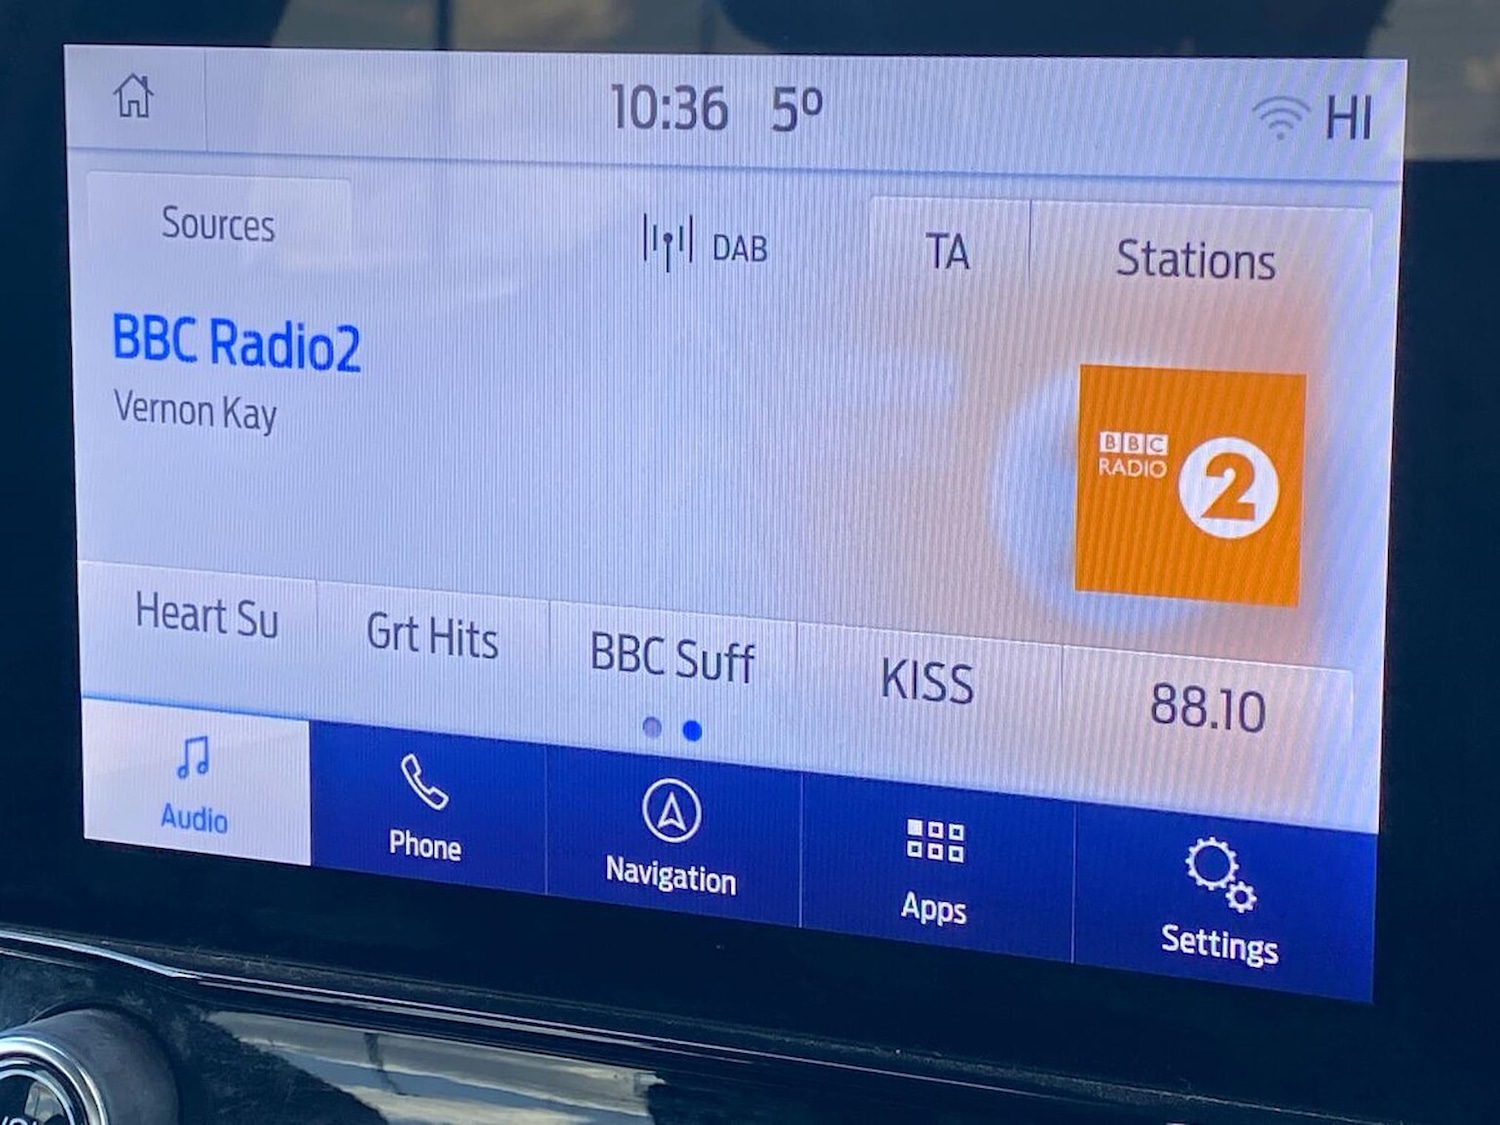 10:36 5º HI
Sources DAB TA Stations
BBC Radio2
Vernon Kay
BBC
RADIO
2
Heart Su Grt Hits BBC Suff KISS 88.10
Audio Phone Navigation Apps Settings